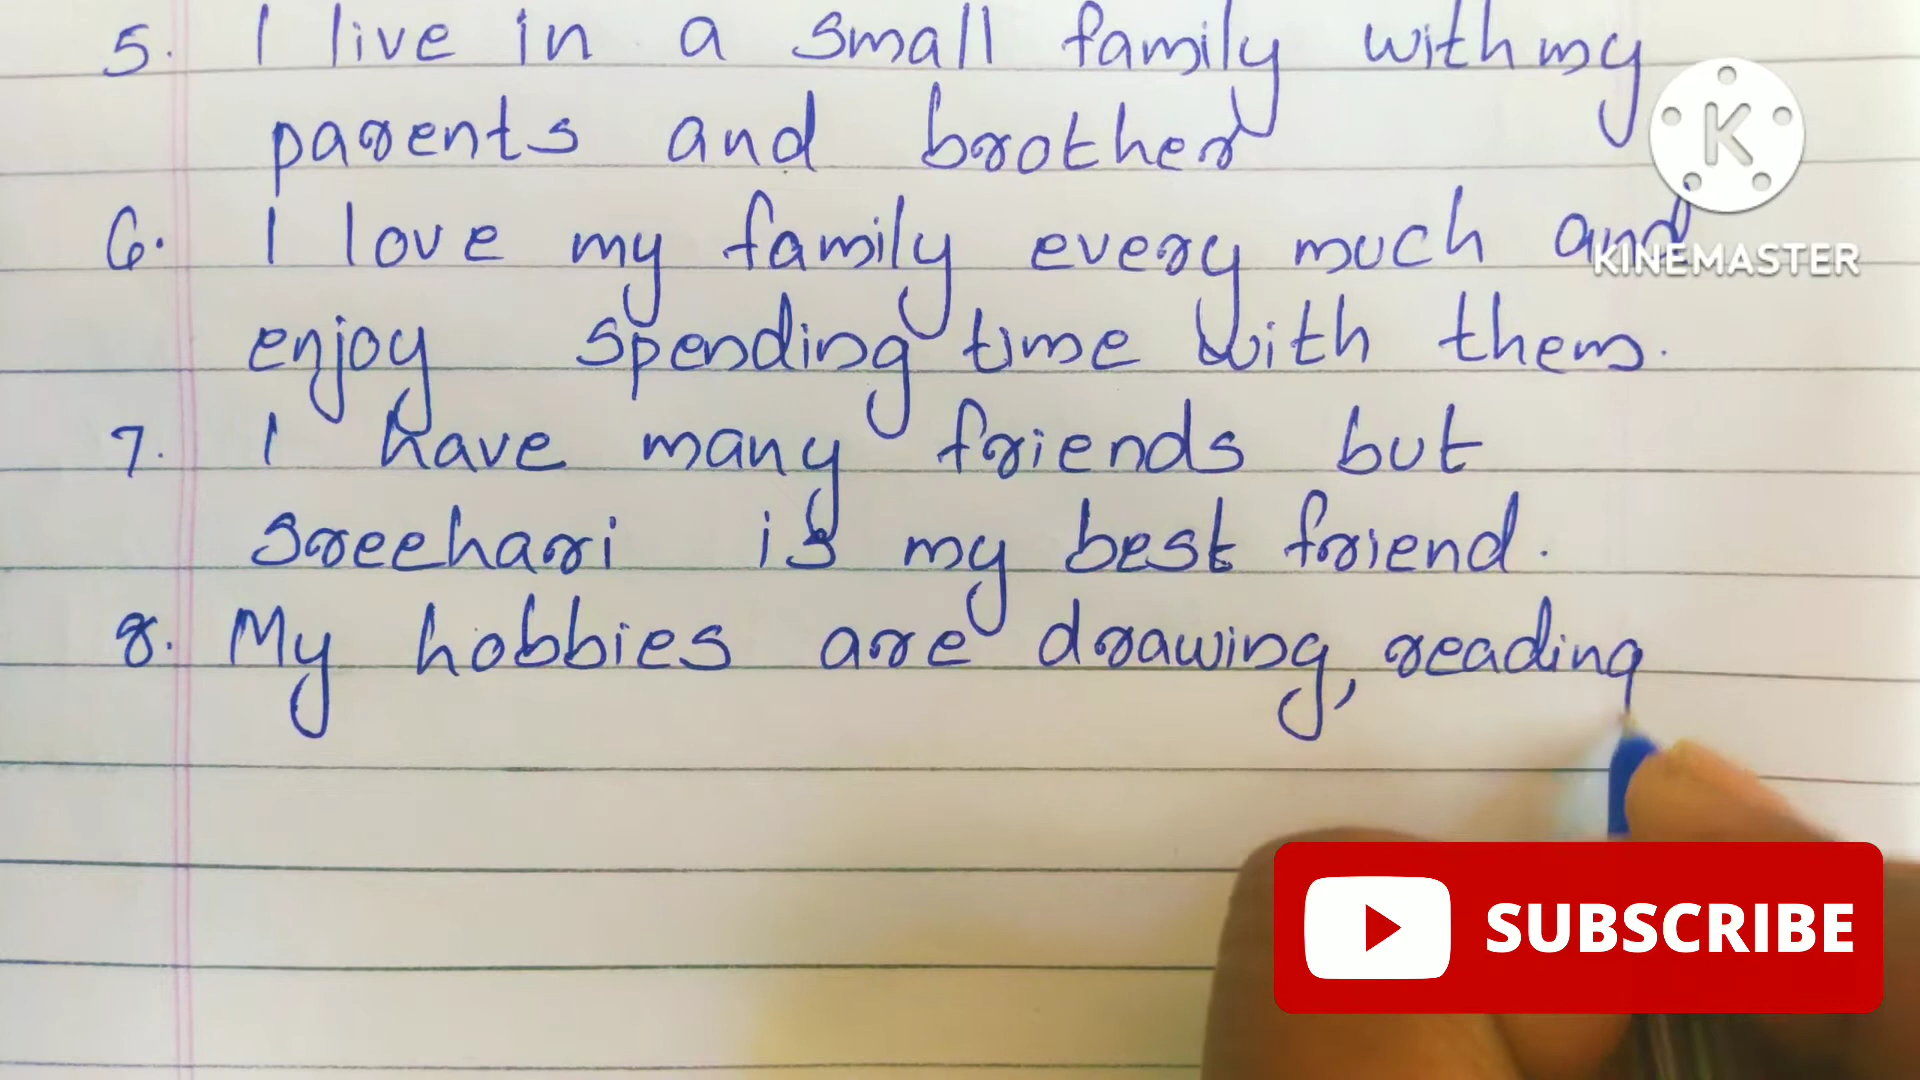 5. I live in a small family with my
parents and brother
6. I love my family every much and
enjoy spending time with them.
7. I have many friends but
Sreehari is my best friend.
8. My hobbies are drawing, reading
K
KINEMASTER
SUBSCRIBE